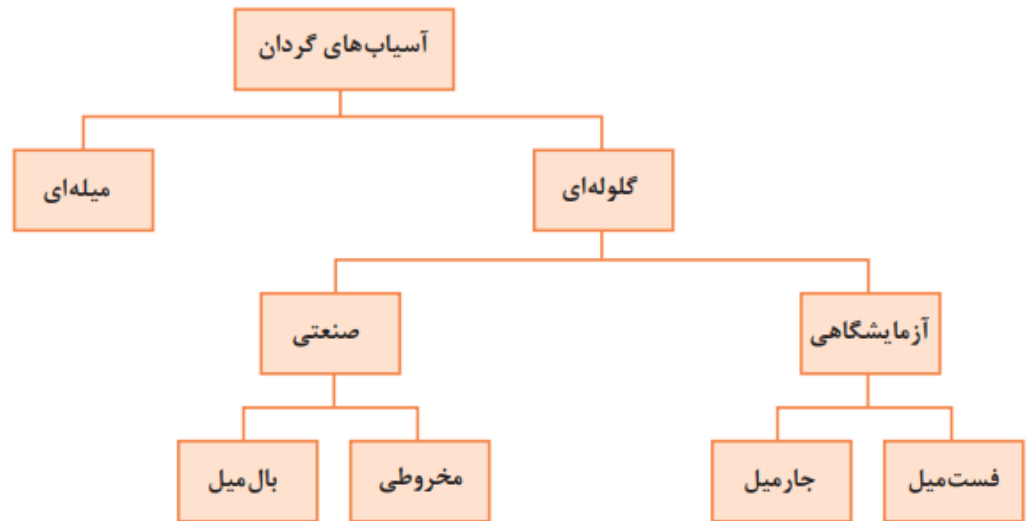 آسیاب‌های گردان
گلوله‌ای
میله‌ای
آزمایشگاهی
صنعتی
فست‌میل
جارمیل
مخروطی
بال‌میل